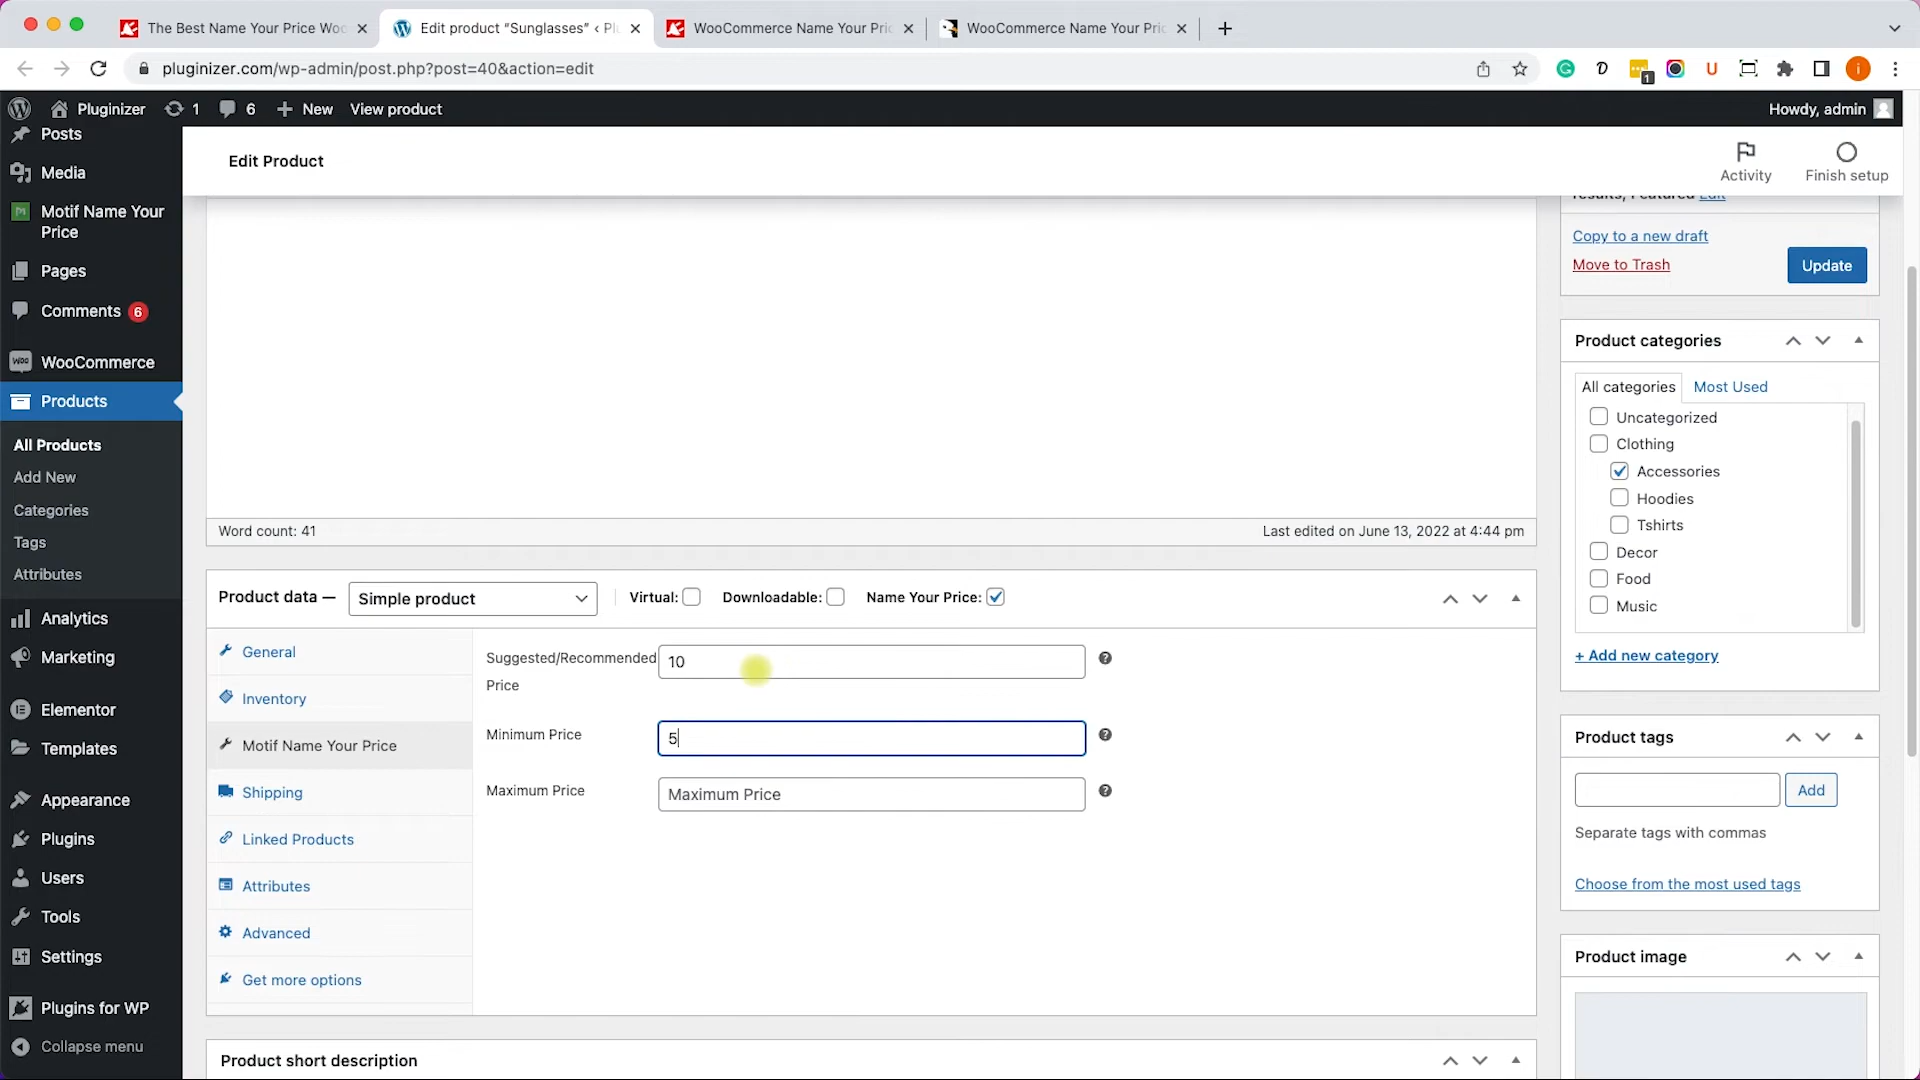 The Best Name Your Price Woo
Edit product “Sunglasses” ‹ Plu
WooCommerce Name Your Pric
WooCommerce Name Your Pric
pluginizer.com/wp-admin/post.php?post=40&action=edit
1
Pluginizer 1 6 New View product
Howdy, admin
Posts
Media
Motif Name Your
Price
Pages
Comments 6
WooCommerce
Products
All Products
Add New
Categories
Tags
Attributes
Analytics
Marketing
Elementor
Templates
Appearance
Plugins
Users
Tools
Settings
Plugins for WP
Collapse menu
Edit Product
Activity
Finish setup
Word count: 41
Last edited on June 13, 2022 at 4:44 pm
Product data —
Simple product
Virtual:
Downloadable:
Name Your Price:
General
Inventory
Motif Name Your Price
Shipping
Linked Products
Attributes
Advanced
Get more options
Suggested/Recommended
Price
10
Minimum Price
5
Maximum Price
Maximum Price
Product short description
results, Featured Edit
Copy to a new draft
Move to Trash
Update
Product categories
All categories
Most Used
Uncategorized
Clothing
Accessories
Hoodies
Tshirts
Decor
Food
Music
+ Add new category
Product tags
Add
Separate tags with commas
Choose from the most used tags
Product image